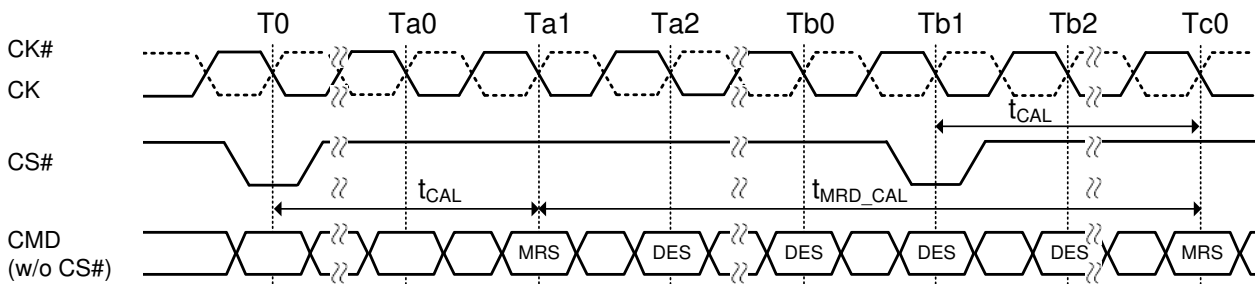 T0 Ta0 Ta1 Ta2 Tb0 Tb1 Tb2 Tc0
CK#
CK
tCAL
CS#
tCAL tMRD_CAL
CMD
(w/o CS#)
MRS DES DES DES DES MRS